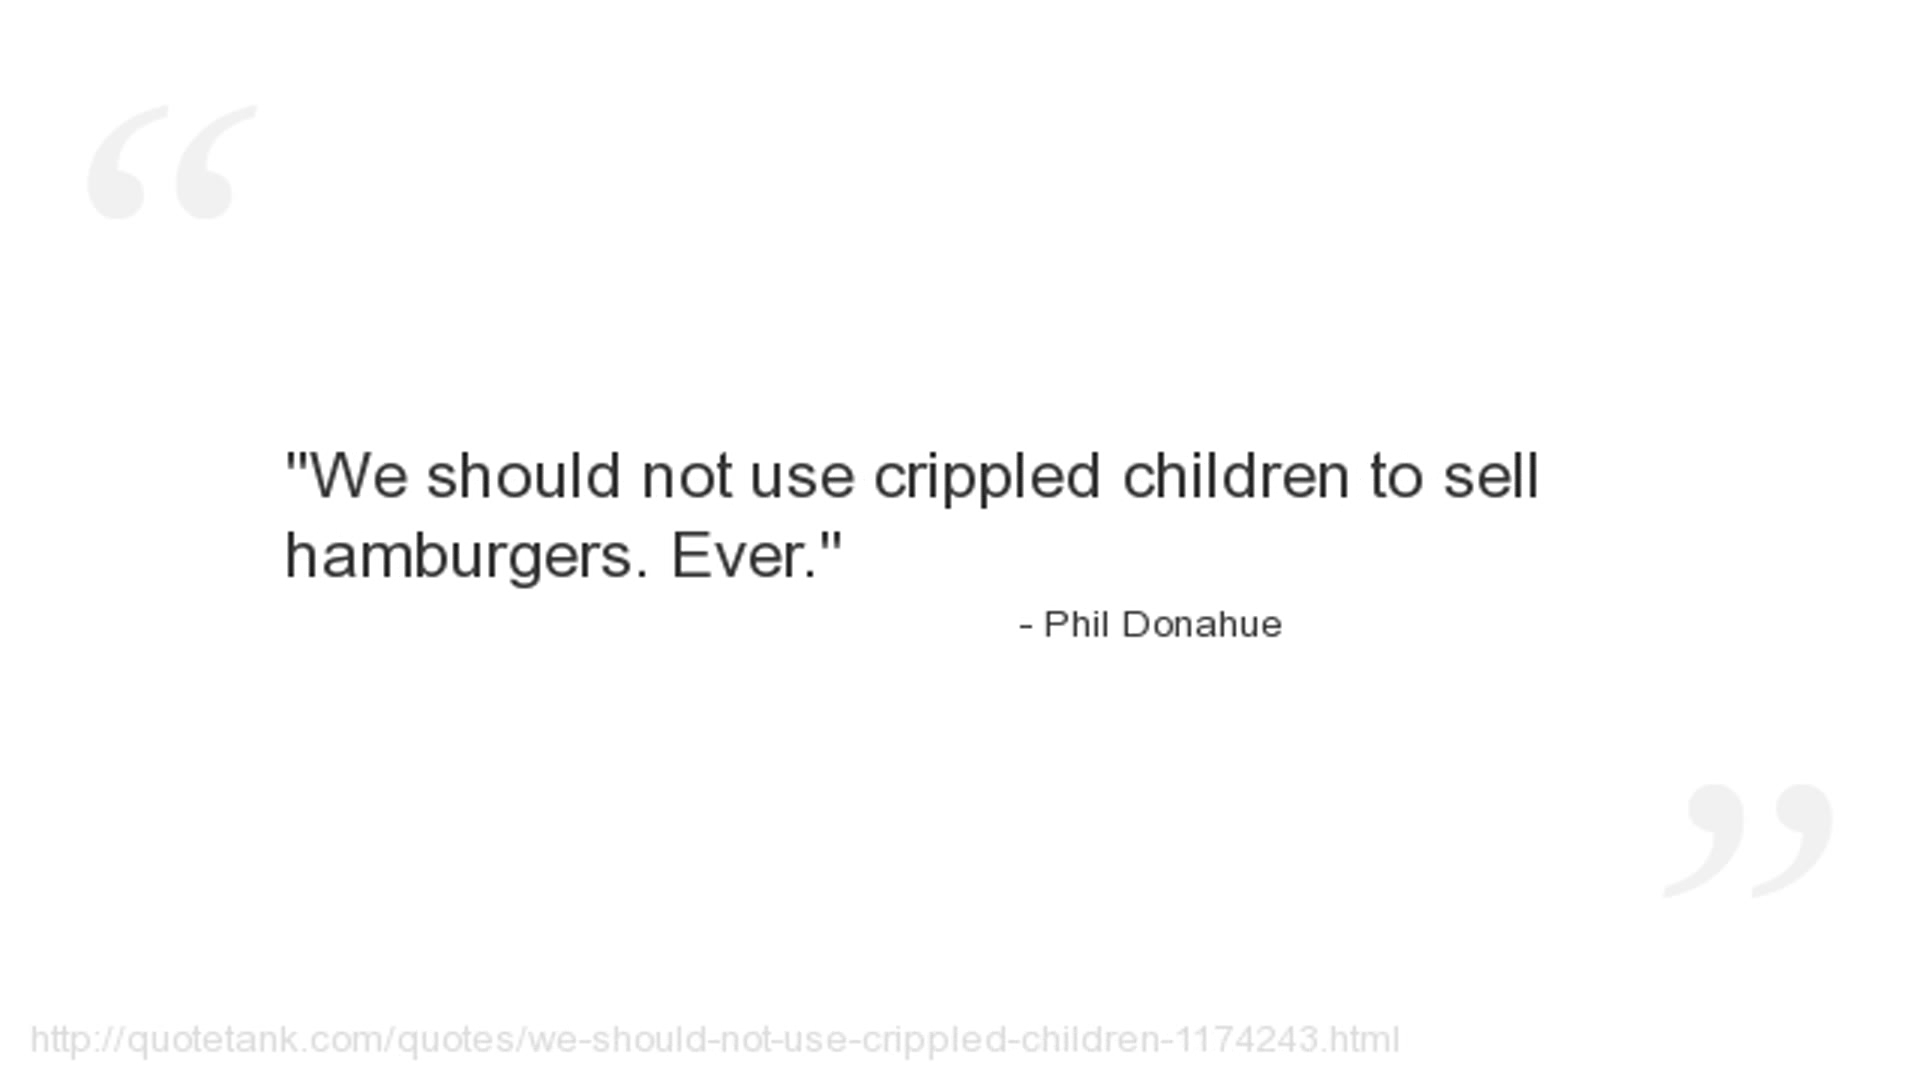 "We should not use crippled children to sell
hamburgers. Ever."
- Phil Donahue
http://quotetank.com/quotes/we-should-not-use-crippled-children-1174243.html